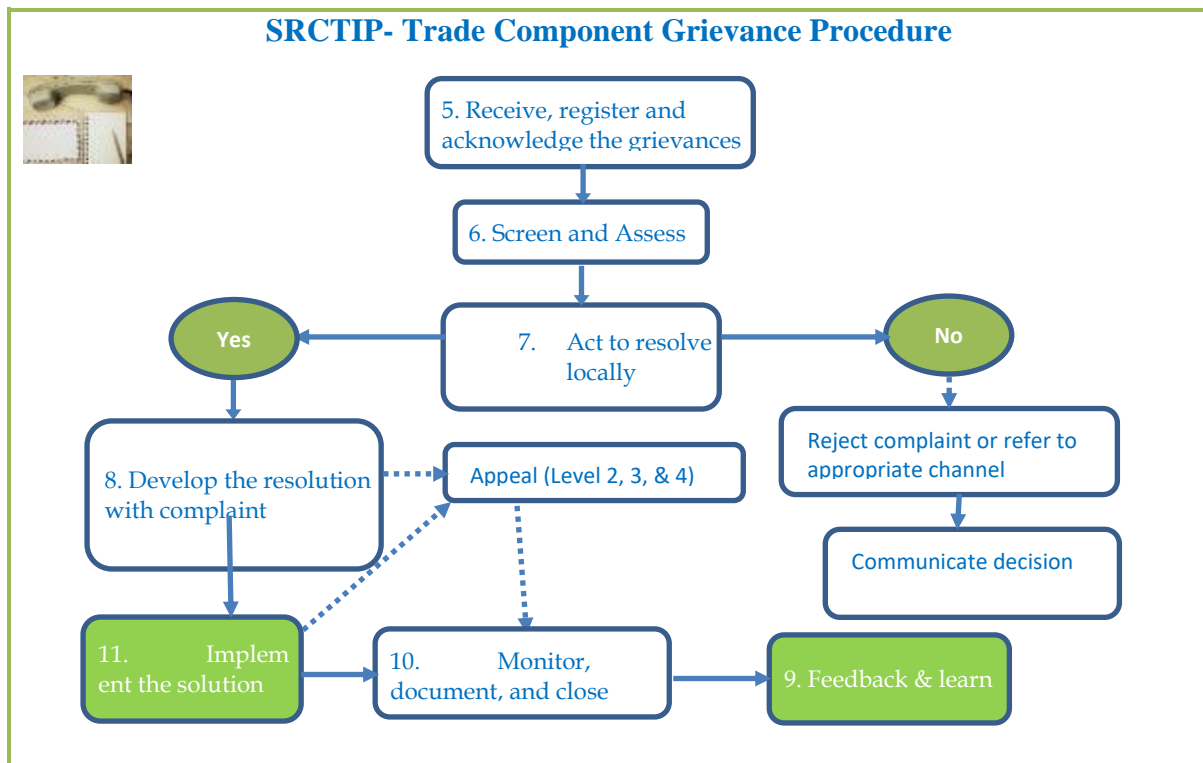 SRCTIP- Trade Component Grievance Procedure
5. Receive, register and
acknowledge the grievances
6. Screen and Assess
Yes
7. Act to resolve
locally
No
8. Develop the resolution
with complaint
Appeal (Level 2, 3, & 4)
Reject complaint or refer to
appropriate channel
Communicate decision
11. Implem
ent the solution
10. Monitor,
document, and close
9. Feedback & learn